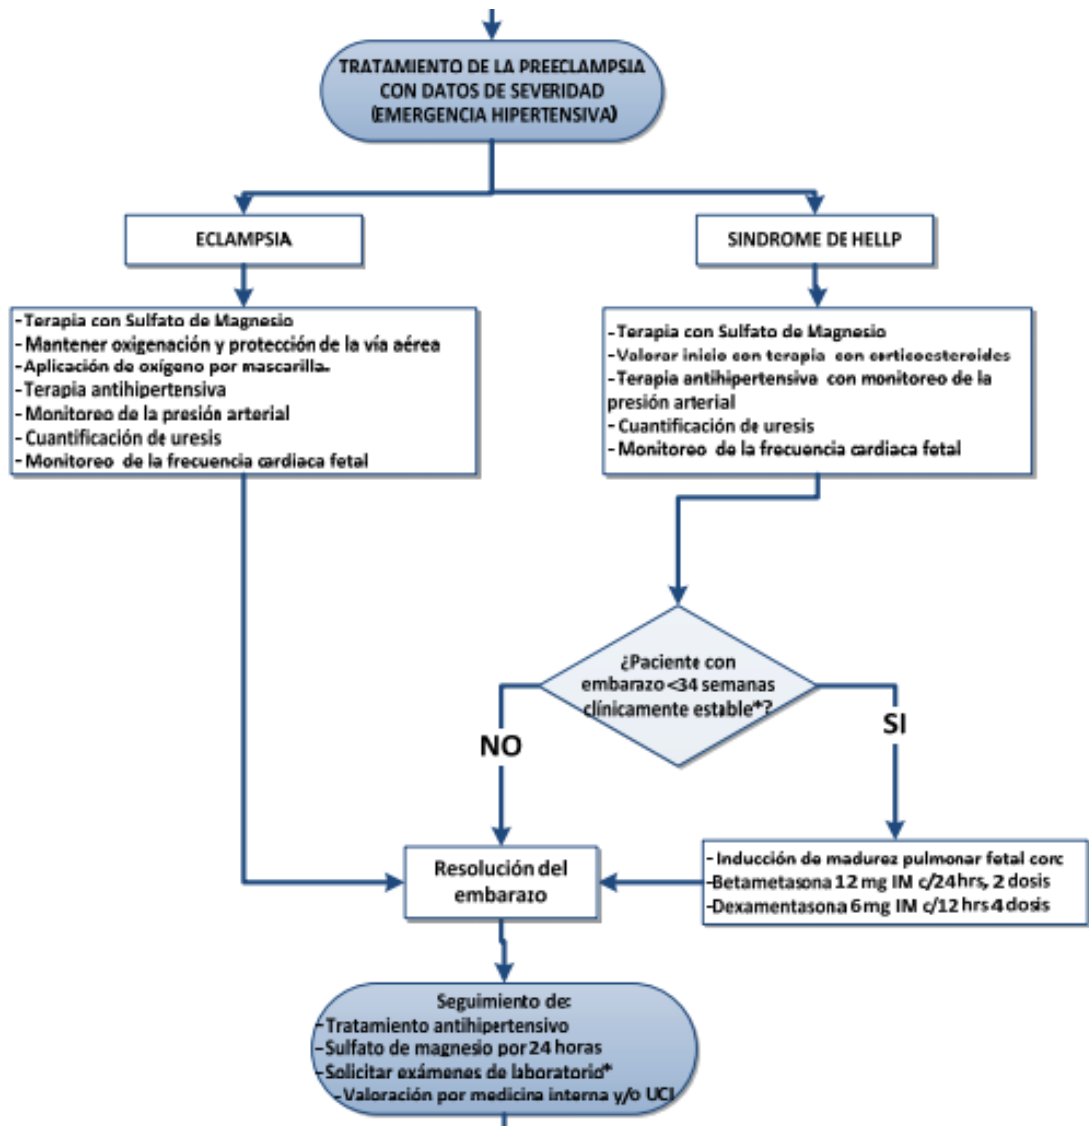 TRATAMIENTO DE LA PREECLAMPSIA
CON DATOS DE SEVERIDAD
(EMERGENCIA HIPERTENSIVA)
ECLAMPSIA
SINDROME DE HELLP
-Terapia con Sulfato de Magnesio
- Mantener oxigenación y protección de la vía aérea
-Aplicación de oxígeno por mascarilla.
- Terapia antihipertensiva
- Monitoreo de la presión arterial
- Cuantificación de uresis
- Monitoreo de la frecuencia cardiaca fetal
-Terapia con Sulfato de Magnesio
-Valorar inicio con terapia con corticoesteroides
-Terapia antihipertensiva con monitoreo de la
presión arterial
-Cuantificación de uresis
- Monitoreo de la frecuencia cardiaca fetal
¿Paciente con
embarazo <34 semanas
clínicamente estable*?
NO
SI
Resolución del
embarazo
-Inducción de madurez pulmonar fetal conc
-Betametasona 12 mg IM c/24 hrs, 2 dosis
-Dexamentasona 6 mg IM c/12 hrs 4 dosis
Seguimiento de:
-Tratamiento antihipertensivo
-Sulfato de magnesio por 24 horas
-Solicitar exámenes de laboratorio*
-Valoración por medicina interna y/o UCI